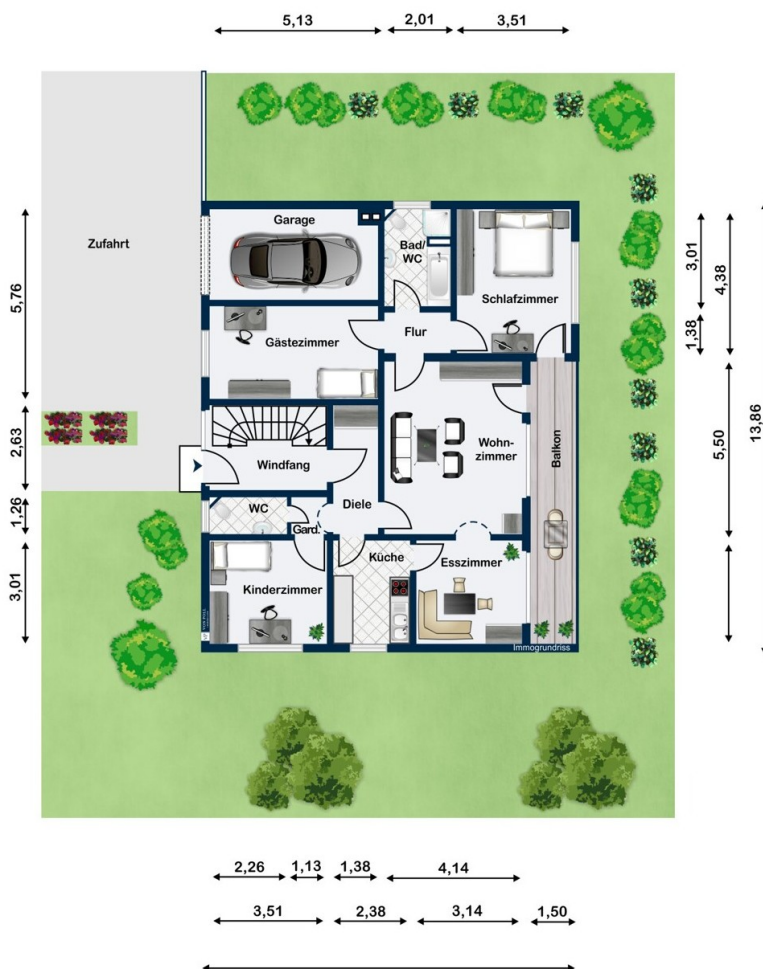 5,13 2,01 3,51
Garage
Zufahrt
Bad/
WC
Schlafzimmer
3,01
4,38
5,76
Gästezimmer
Flur
1,38
13,86
2,63
Windfang
Wohn-
zimmer
Balkon
5,50
1,26
WC
Diele
Gard.
Küche
Esszimmer
3,01
Kinderzimmer
Immogrundriss
2,26 1,13 1,38 4,14
3,51 2,38 3,14 1,50